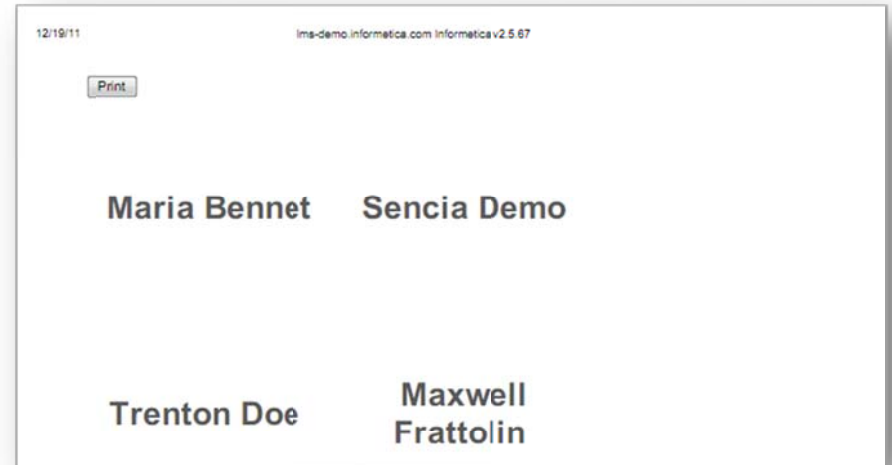 12/19/11 lms-demo.informetica.com Informetica v2.5.67
Print
Maria Bennet Sencia Demo
Trenton Doe Maxwell
Frattolin